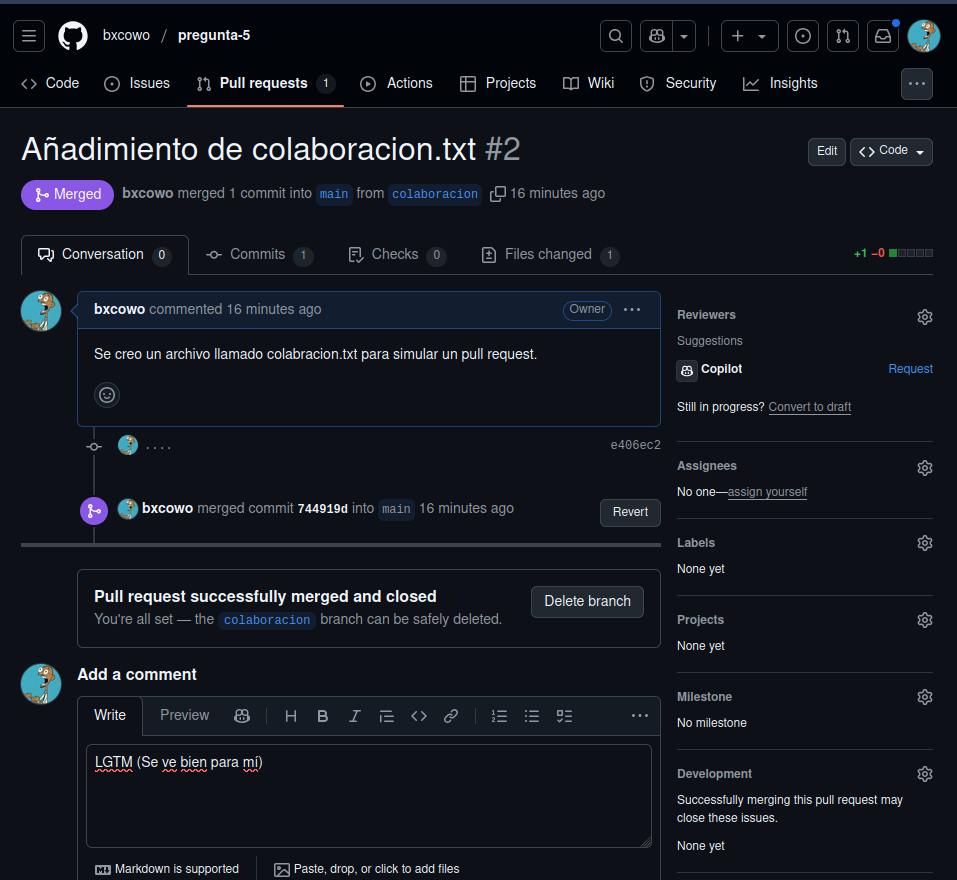 bxcowo / pregunta-5
Code Issues Pull requests 1 Actions Projects Wiki Security Insights
Añadimiento de colaboracion.txt #2
Edit Code
Merged bxcowo merged 1 commit into main from colaboracion 16 minutes ago
Conversation 0 Commits 1 Checks 0 Files changed 1 +1 −0
bxcowo commented 16 minutes ago Owner
Se creo un archivo llamado colabracion.txt para simular un pull request.
.... e406ec2
bxcowo merged commit 744919d into main 16 minutes ago Revert
Pull request successfully merged and closed
You're all set — the colaboracion branch can be safely deleted.
Delete branch
Add a comment
Write Preview H B I
LGTM (Se ve bien para mí)
Markdown is supported Paste, drop, or click to add files
Reviewers
Suggestions
Copilot Request
Still in progress? Convert to draft
Assignees
No one—assign yourself
Labels
None yet
Projects
None yet
Milestone
No milestone
Development
Successfully merging this pull request may
close these issues.
None yet